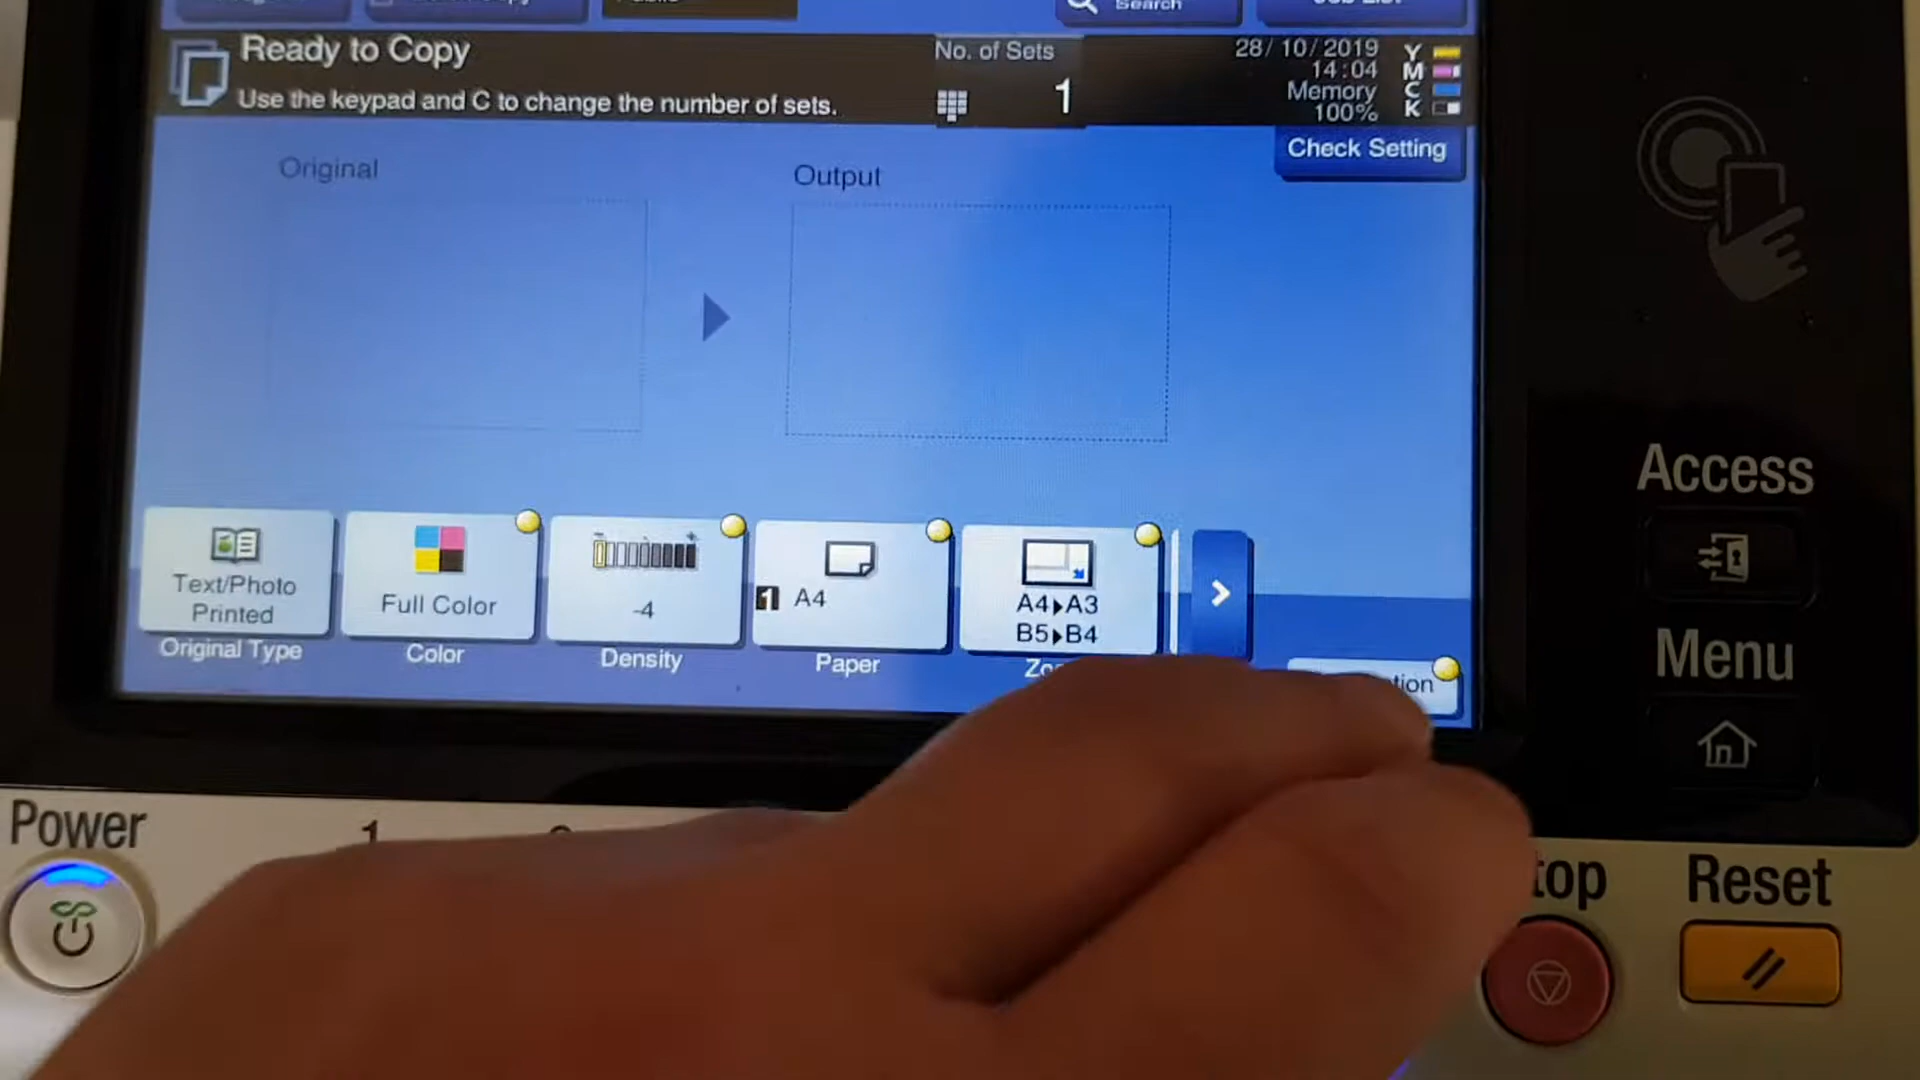 Search
Ready to Copy
No. of Sets
28/10/2019
14:04
Memory
100%
Y
M
C
K
Use the keypad and C to change the number of sets.
1
Check Setting
Original
Output
Text/Photo
Printed
Full Color
-4
1 A4
A4▸A3
B5▸B4
Original Type
Color
Density
Paper
Access
Menu
Power
1
Reset